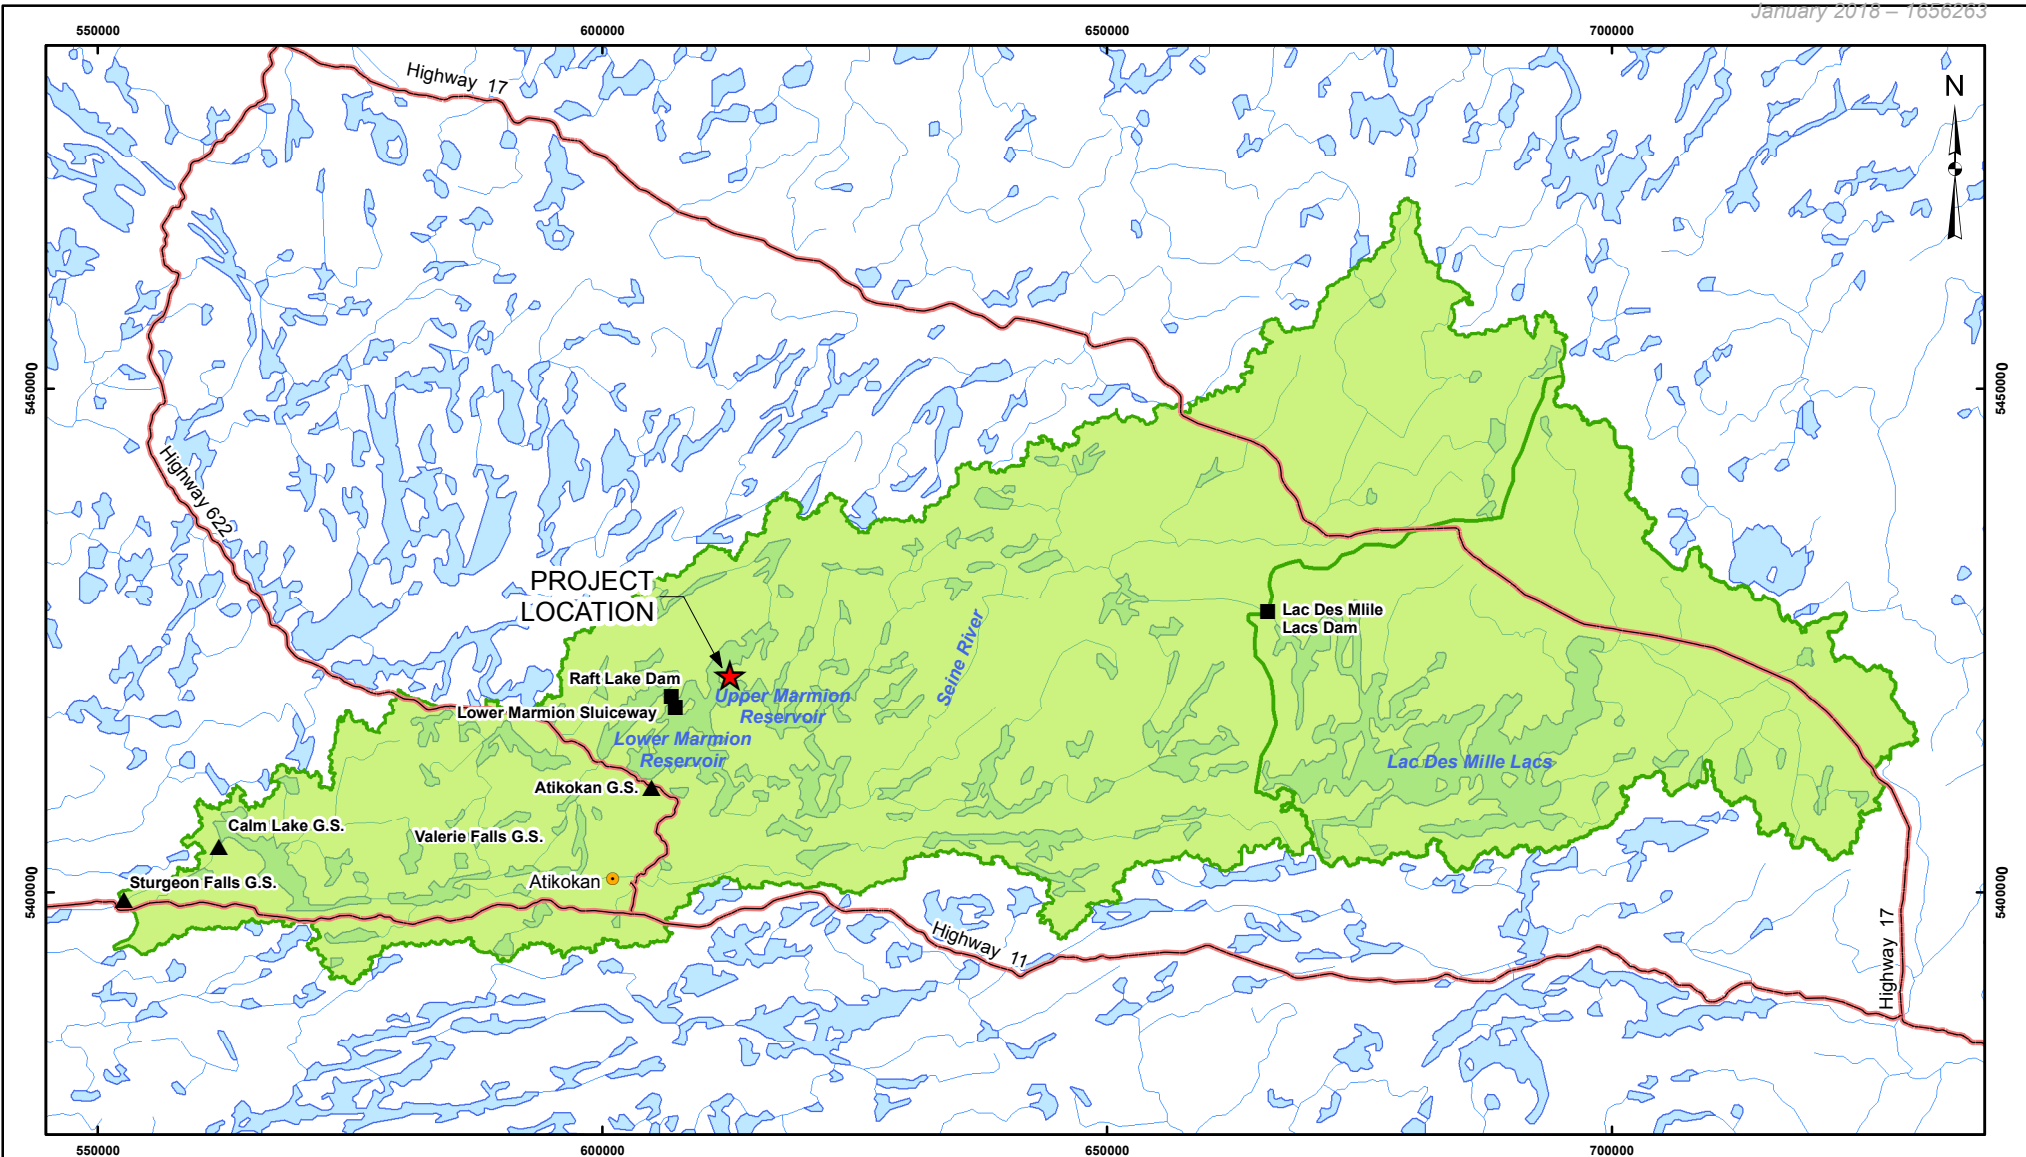 January 2018 – 1656263
550000
600000
650000
700000
N
Highway 17
5450000
5450000
Highway 622
PROJECT
LOCATION
Lac Des Mlile
Lacs Dam
Seine River
Raft Lake Dam
Upper Marmion
Reservoir
Lower Marmion Sluiceway
Lower Marmion
Reservoir
Lac Des Mille Lacs
Atikokan G.S.
Calm Lake G.S.
Valerie Falls G.S.
Sturgeon Falls G.S.
Atikokan
5400000
5400000
Highway 11
Highway 17
550000
600000
650000
700000